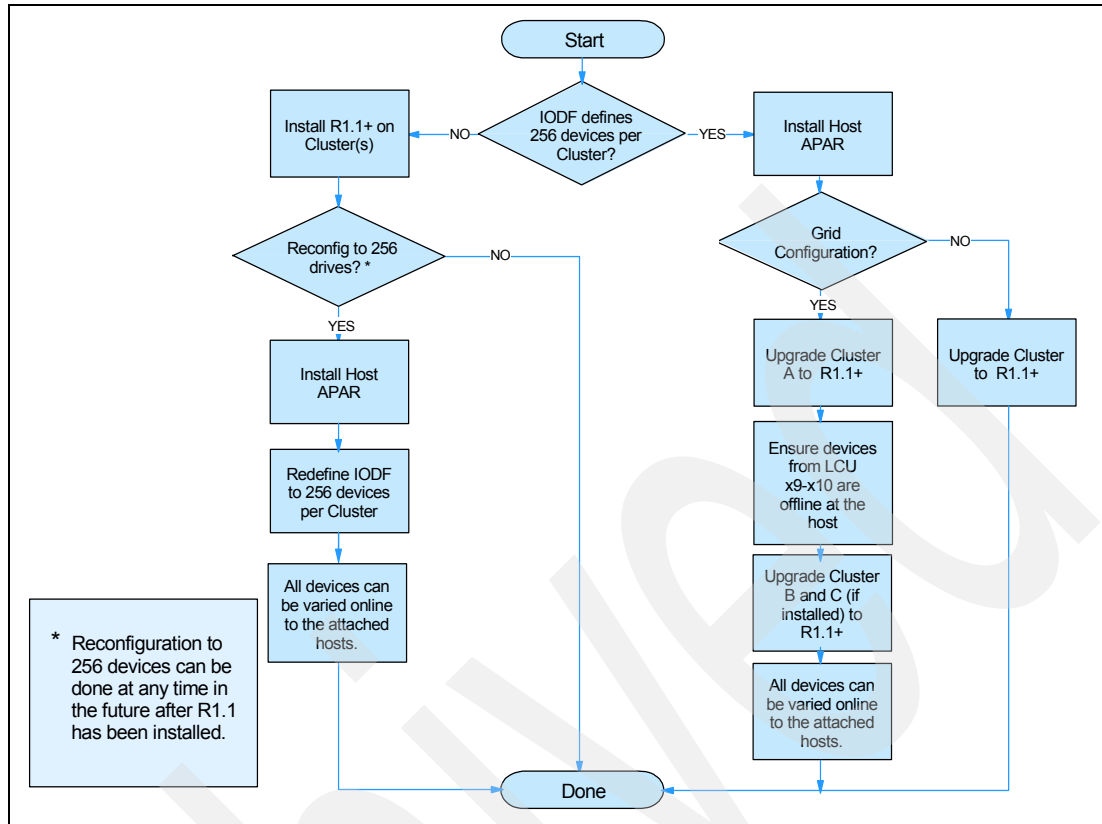 Start
IODF defines
256 devices per
Cluster?
NO
YES
Install R1.1+ on
Cluster(s)
Install Host
APAR
Reconfig to 256
drives? *
NO
YES
Grid
Configuration?
NO
YES
Install Host
APAR
Upgrade Cluster
A to R1.1+
Upgrade Cluster
to R1.1+
Redefine IODF
to 256 devices
per Cluster
Ensure devices
from LCU
x9-x10 are
offline at the
host
All devices can
be varied online
to the attached
hosts.
Upgrade Cluster
B and C (if
installed) to
R1.1+
All devices can
be varied online
to the attached
hosts.
* Reconfiguration to
256 devices can be
done at any time in
the future after R1.1
has been installed.
Done